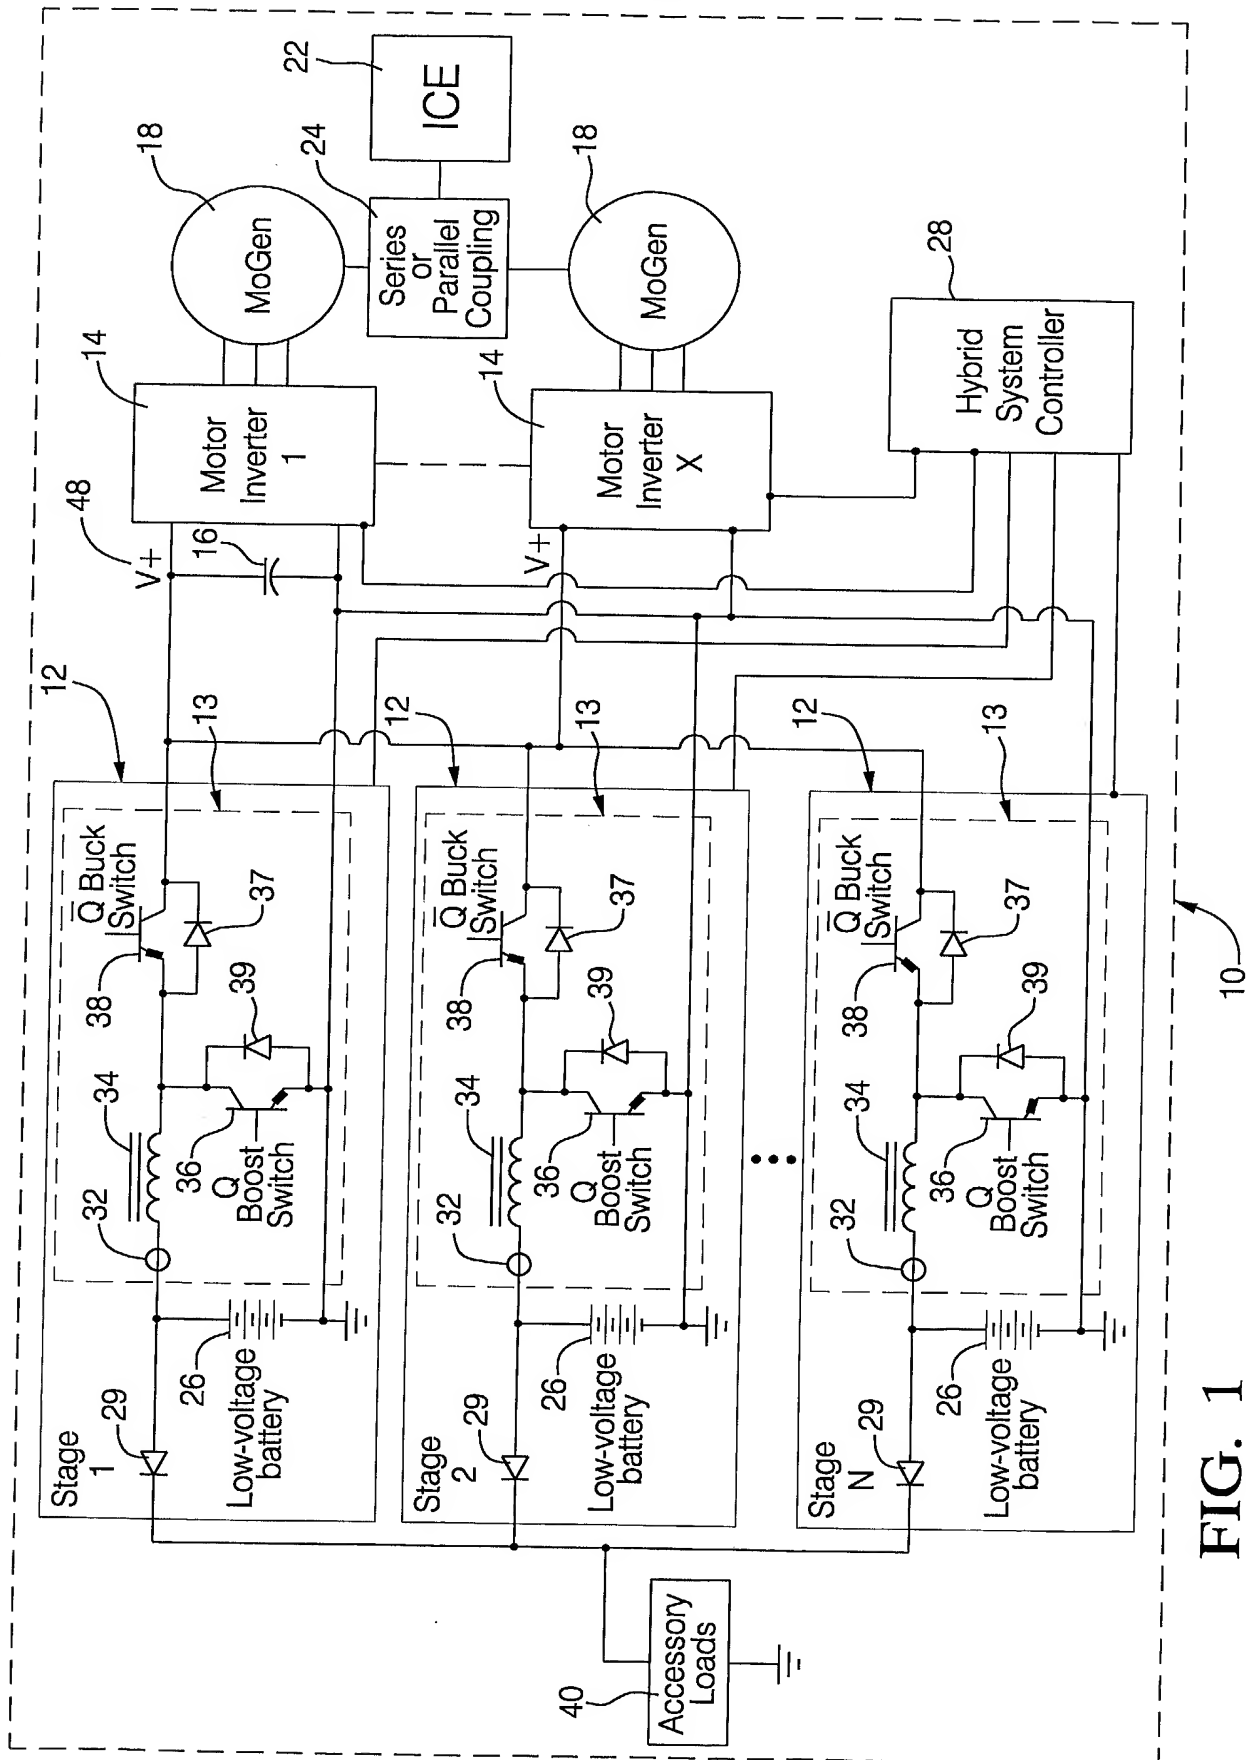 Stage
1
29
26
Low-voltage
battery
32
34
36
Q
Boost
Switch
38
Q̅ Buck
Switch
37
39
13
12
48
V+
16
14
Motor
Inverter
1
18
MoGen
22
ICE
24
Series
or
Parallel
Coupling
Stage
2
29
26
Low-voltage
battery
32
34
36
Q
Boost
Switch
38
Q̅ Buck
Switch
37
39
13
12
V+
14
Motor
Inverter
X
18
MoGen
Stage
N
29
26
Low-voltage
battery
32
34
36
Q
Boost
Switch
38
Q̅ Buck
Switch
37
39
13
12
28
Hybrid
System
Controller
40
Accessory
Loads
10
FIG. 1